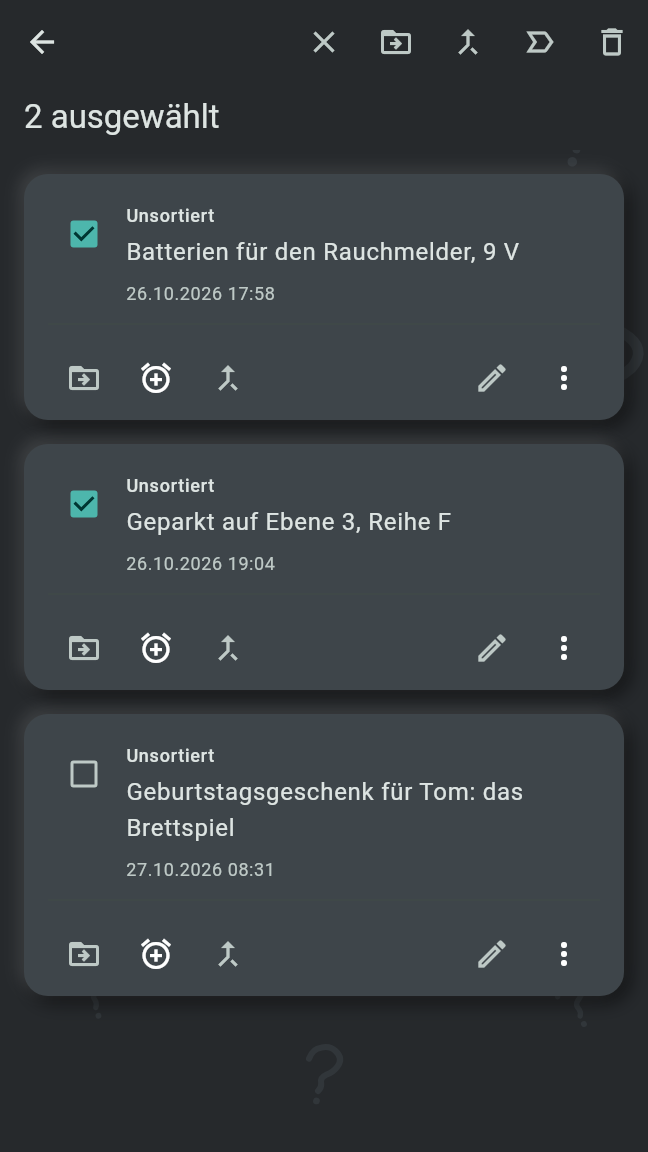 2 ausgewählt
Unsortiert
Batterien für den Rauchmelder, 9 V
26.10.2026 17:58
Unsortiert
Geparkt auf Ebene 3, Reihe F
26.10.2026 19:04
Unsortiert
Geburtstagsgeschenk für Tom: das
Brettspiel
27.10.2026 08:31